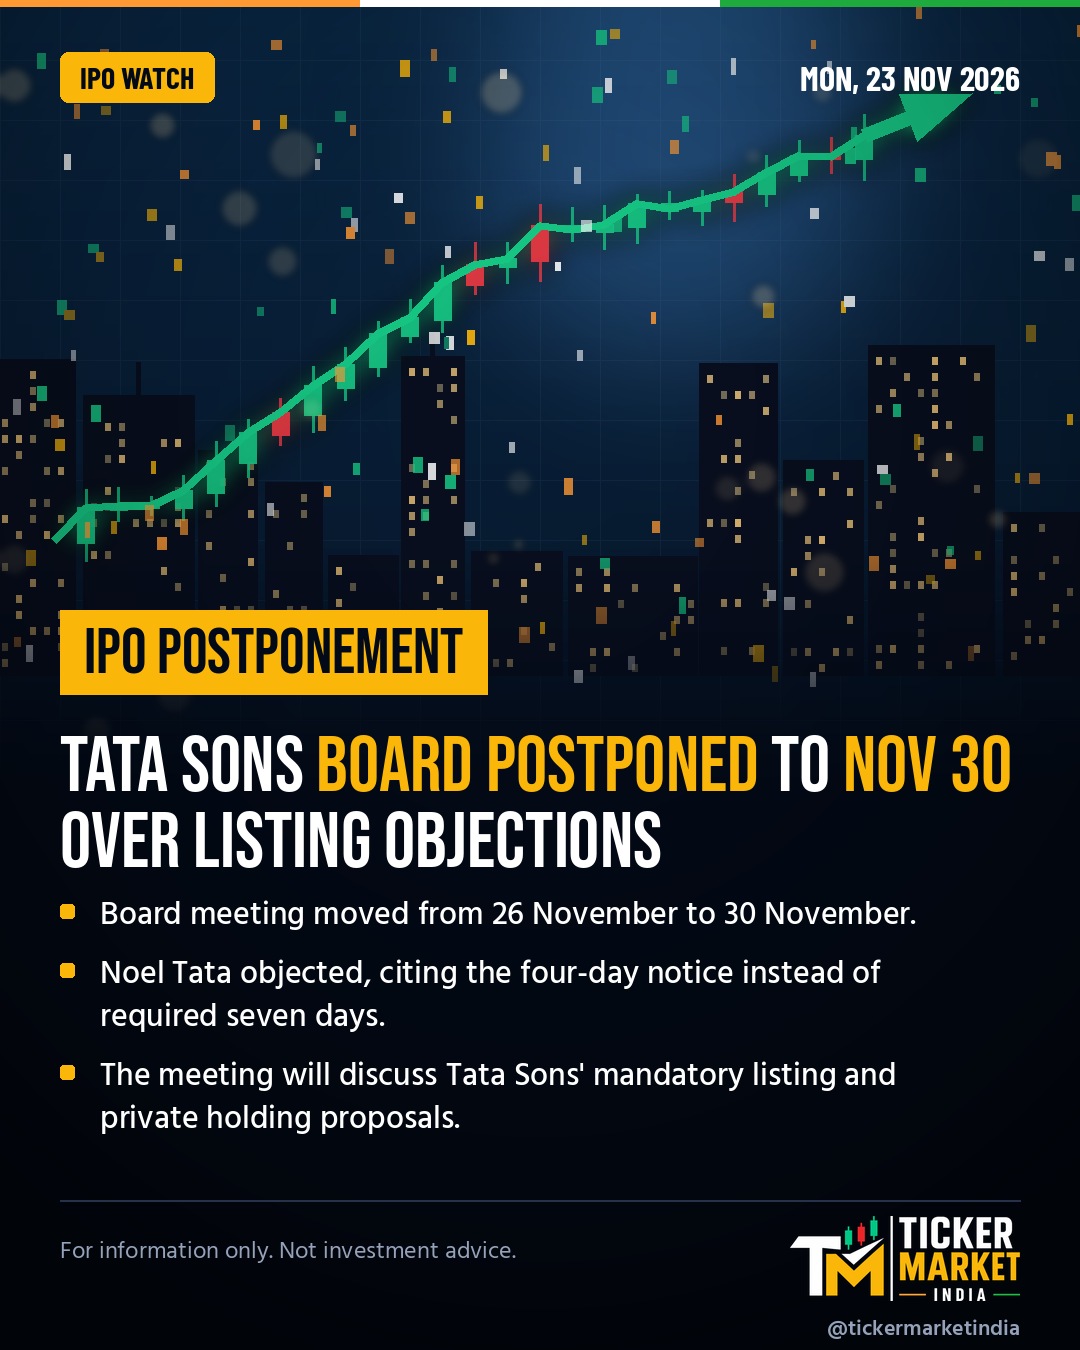 IPO WATCH
MON, 23 NOV 2026
IPO POSTPONEMENT
TATA SONS BOARD POSTPONED TO NOV 30
OVER LISTING OBJECTIONS
Board meeting moved from 26 November to 30 November.
Noel Tata objected, citing the four-day notice instead of
required seven days.
The meeting will discuss Tata Sons' mandatory listing and
private holding proposals.
For information only. Not investment advice.
TM
TICKER
MARKET
INDIA
@tickermarketindia